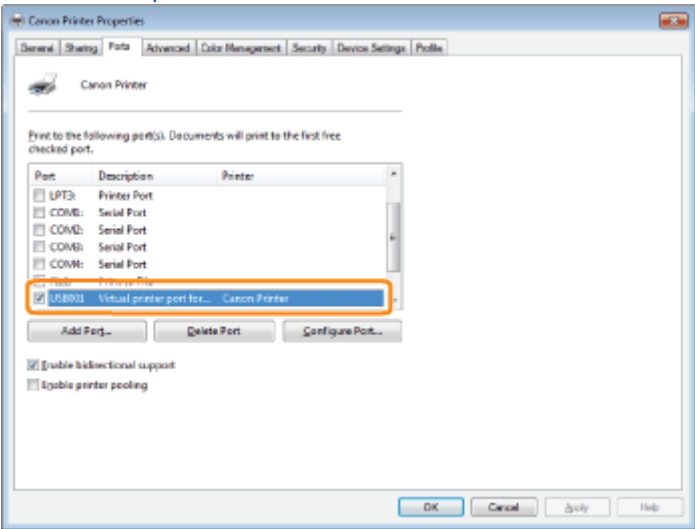 Canon Printer Properties
General Sharing Ports Advanced Color Management Security Device Settings Profile
Canon Printer
Print to the following port(s). Documents will print to the first free
checked port.
Port Description Printer
LPT3: Printer Port
COM1: Serial Port
COM2: Serial Port
COM3: Serial Port
COM4: Serial Port
USB001 Virtual printer port for... Canon Printer
Add Port... Delete Port Configure Port...
Enable bidirectional support
Enable printer pooling
OK Cancel Apply Help